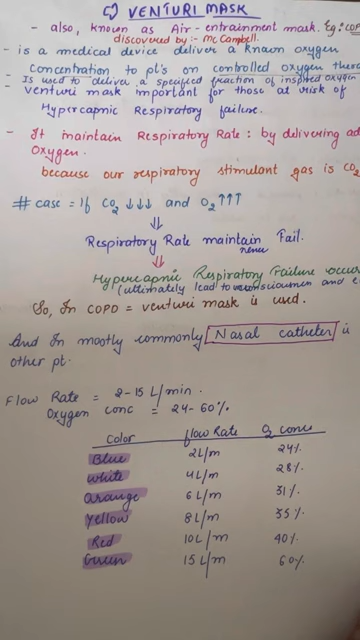 VENTURI MASK
- also, known as Air-entrainment mask. Eg: COP
discovered by:- Mc. Campbell.
- is a medical device deliver a known oxygen
concentration to pt's on controlled oxygen thera
- Is used to deliver a specified fraction of inspired oxygen
- venturi mask important for those at risk of
Hypercapnic Respiratory failure.
- It maintain Respiratory Rate : by delivering ad
Oxygen.
because our respiratory stimulant gas is CO2
# case = If CO2 ↓↓↓ and O2 ↑↑↑
⇓
Respiratory Rate maintain Fail.
⇓
Hypercapnic Respiratory Failure occu
(ultimately lead to and
So, In COPD = venturi mask is used.
And In mostly commonly Nasal catheter is
other pt.
Flow Rate = 2-15 L/min.
Oxygen conc = 24-60%.
Color flow Rate O2 conc
Blue 2L/m 24%
White 4L/m 28%
Orange 6L/m 31%
Yellow 8L/m 35%
Red 10L/m 40%
Green 15L/m 60%